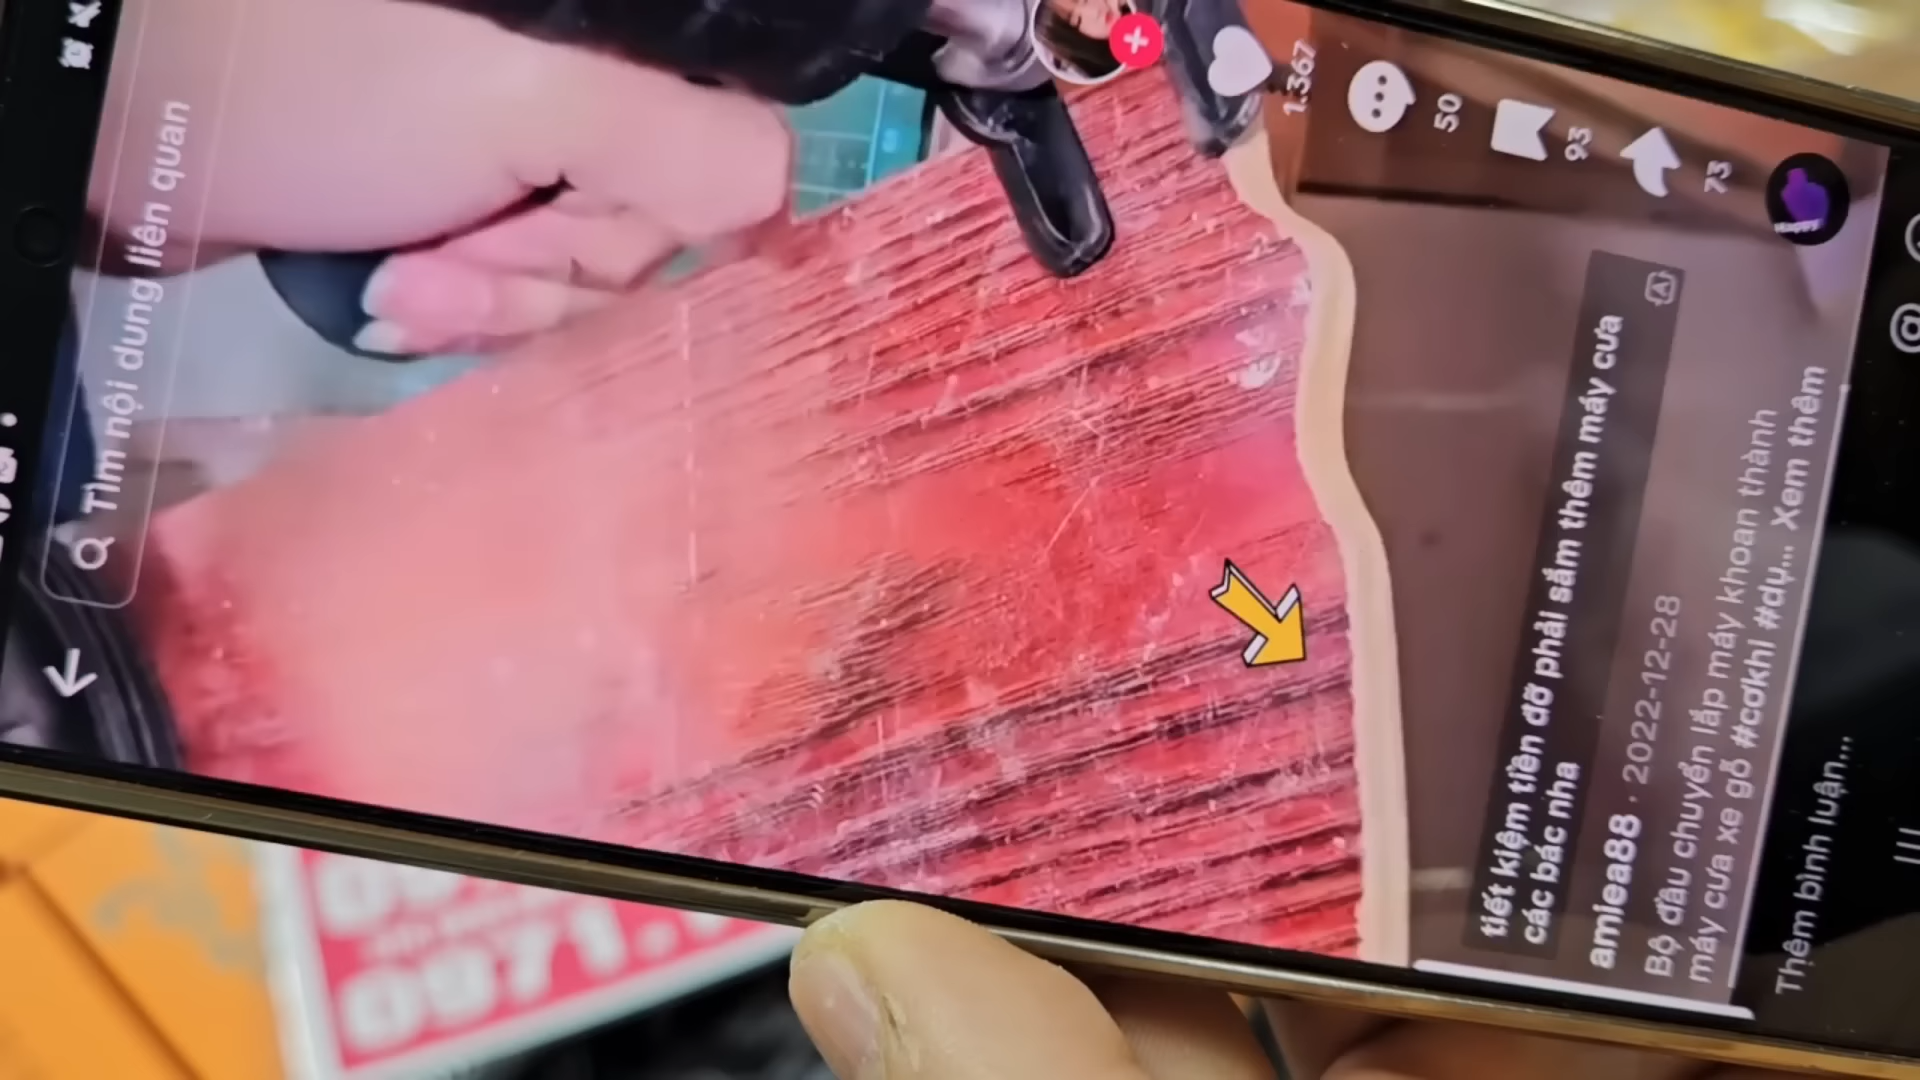 Tìm nội dung liên quan
1.367
50
93
73
Happy
tiết kiệm tiền đỡ phải sắm thêm máy cưa
các bác nha
amiea88 · 2022-12-28
Bộ đầu chuyển lắp máy khoan thành
máy cưa xe gỗ #cơkhí #dụ... Xem thêm
Thêm bình luận...
0971.